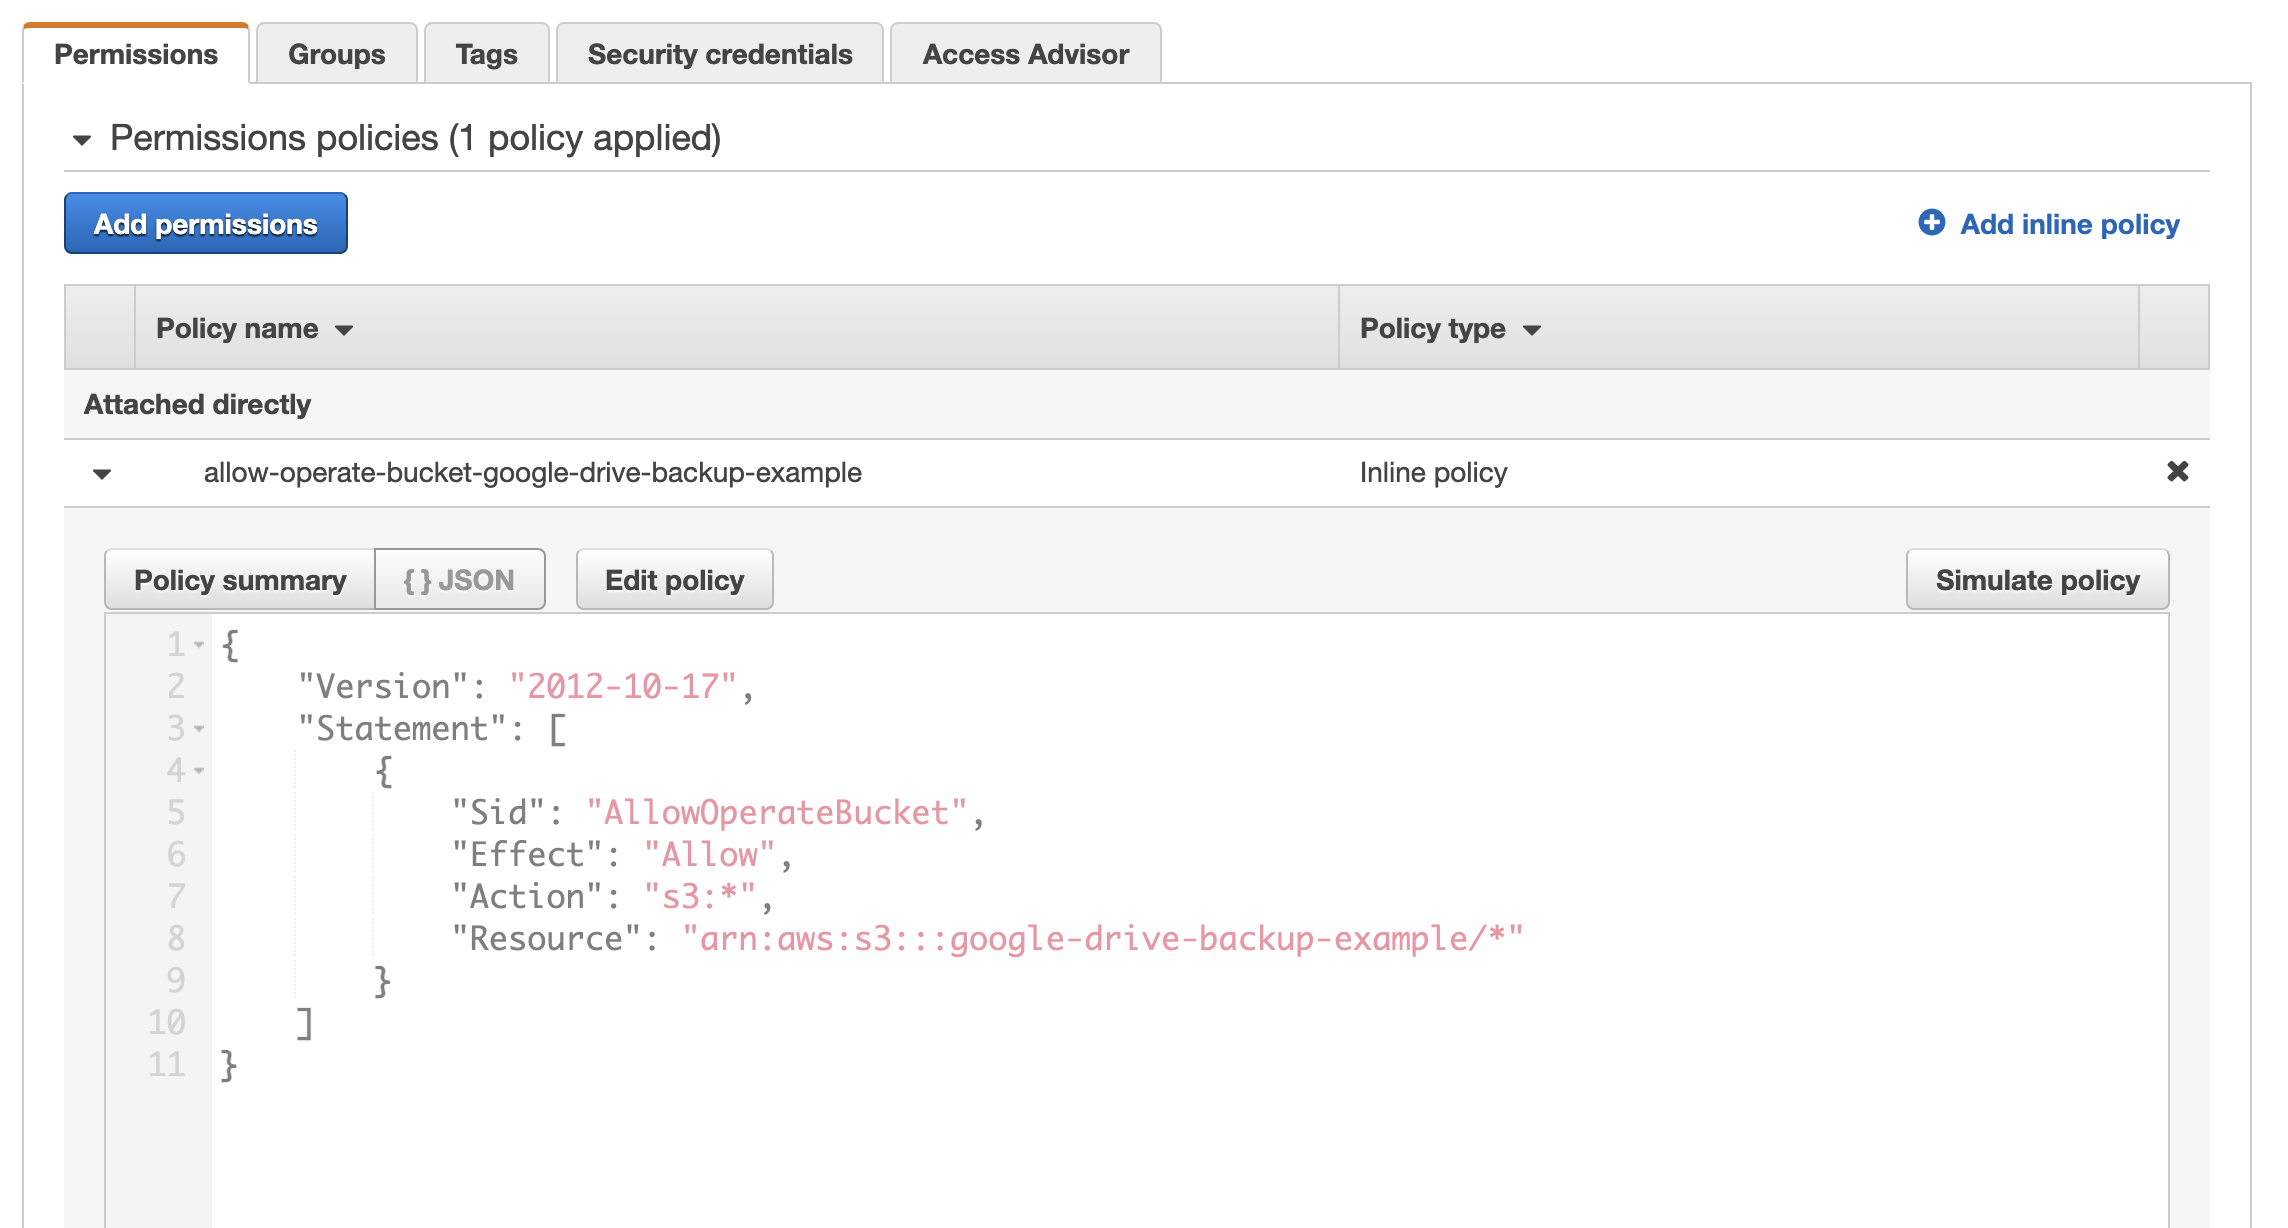 Permissions Groups Tags Security credentials Access Advisor
Permissions policies (1 policy applied)
Add permissions Add inline policy
Policy name Policy type
Attached directly
allow-operate-bucket-google-drive-backup-example Inline policy
Policy summary {} JSON Edit policy Simulate policy
1 {
2     "Version": "2012-10-17",
3     "Statement": [
4         {
5             "Sid": "AllowOperateBucket",
6             "Effect": "Allow",
7             "Action": "s3:*",
8             "Resource": "arn:aws:s3:::google-drive-backup-example/*"
9         }
10     ]
11 }